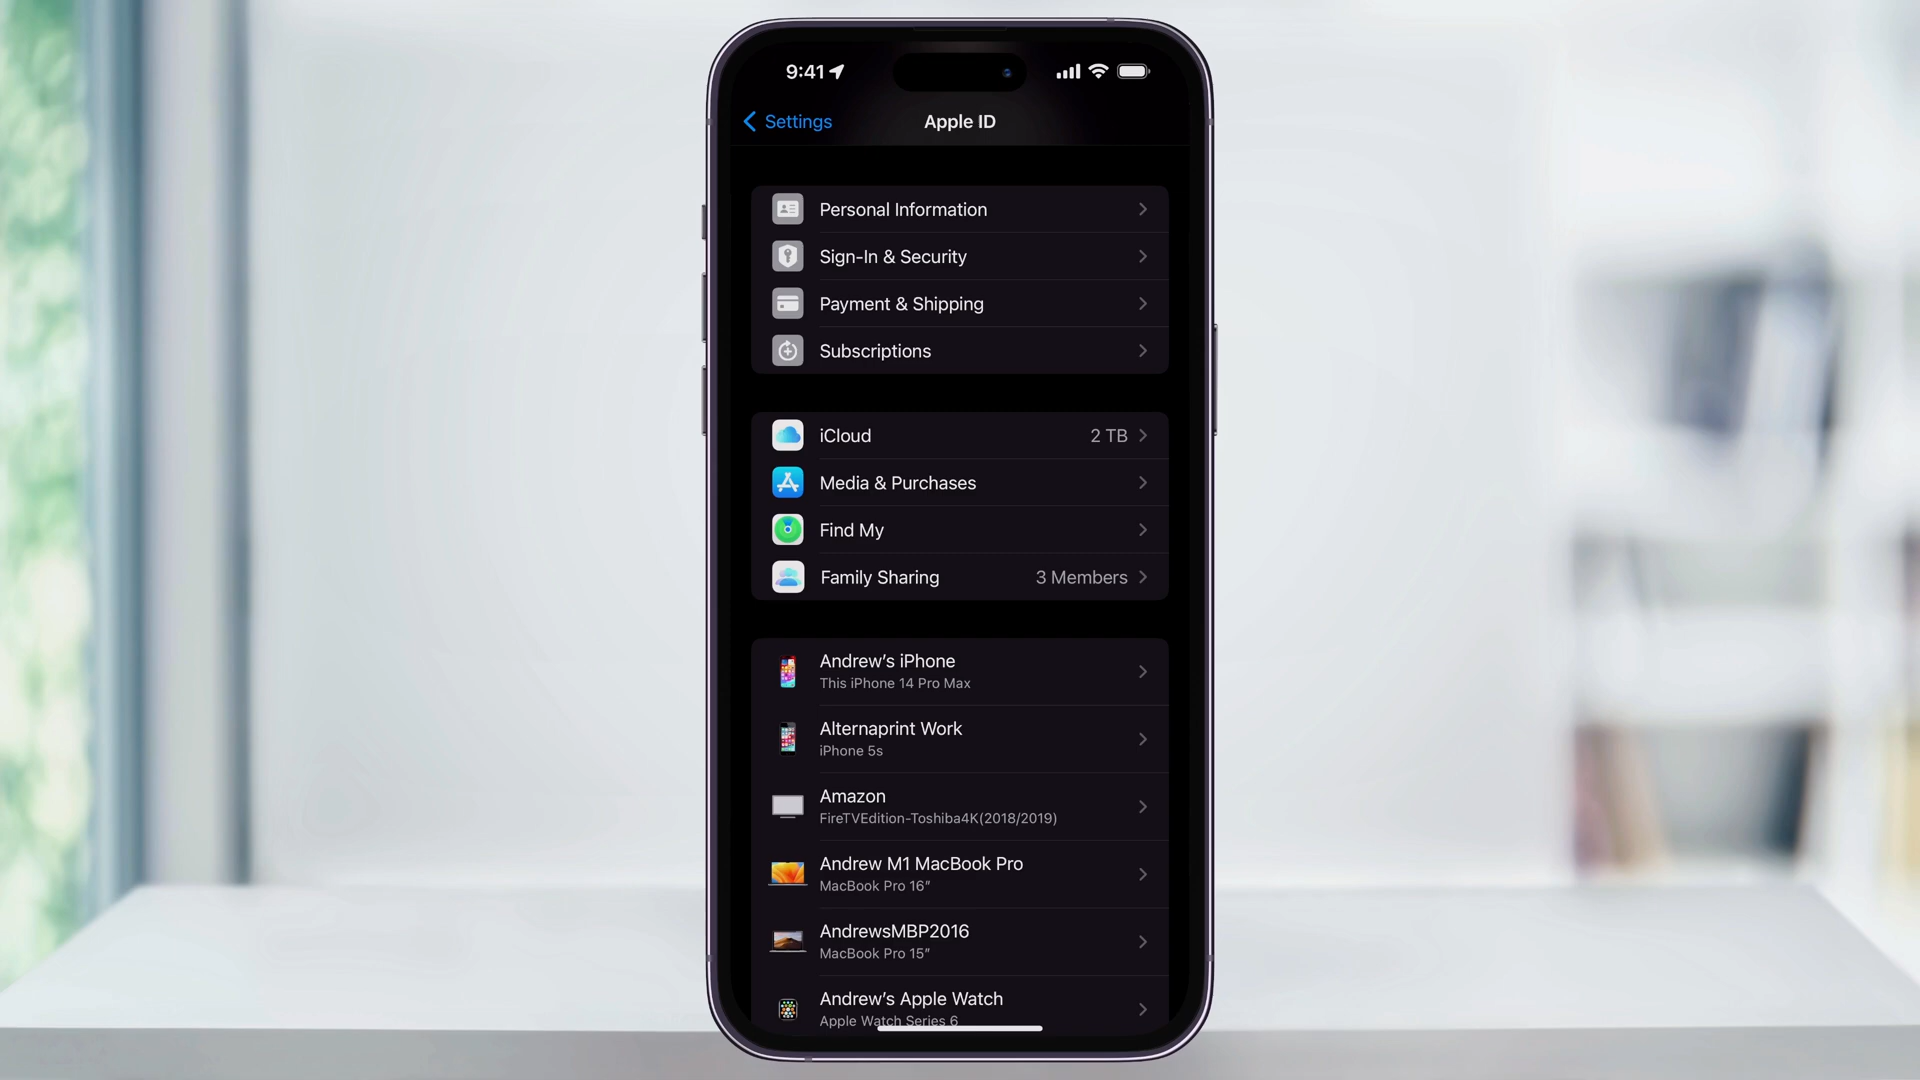 9:41
Settings
Apple ID
Personal Information
Sign-In & Security
Payment & Shipping
Subscriptions
iCloud 2 TB
Media & Purchases
Find My
Family Sharing 3 Members
Andrew’s iPhone
This iPhone 14 Pro Max
Alternaprint Work
iPhone 5s
Amazon
FireTVEdition-Toshiba4K(2018/2019)
Andrew M1 MacBook Pro
MacBook Pro 16”
AndrewsMBP2016
MacBook Pro 15”
Andrew’s Apple Watch
Apple Watch Series 6